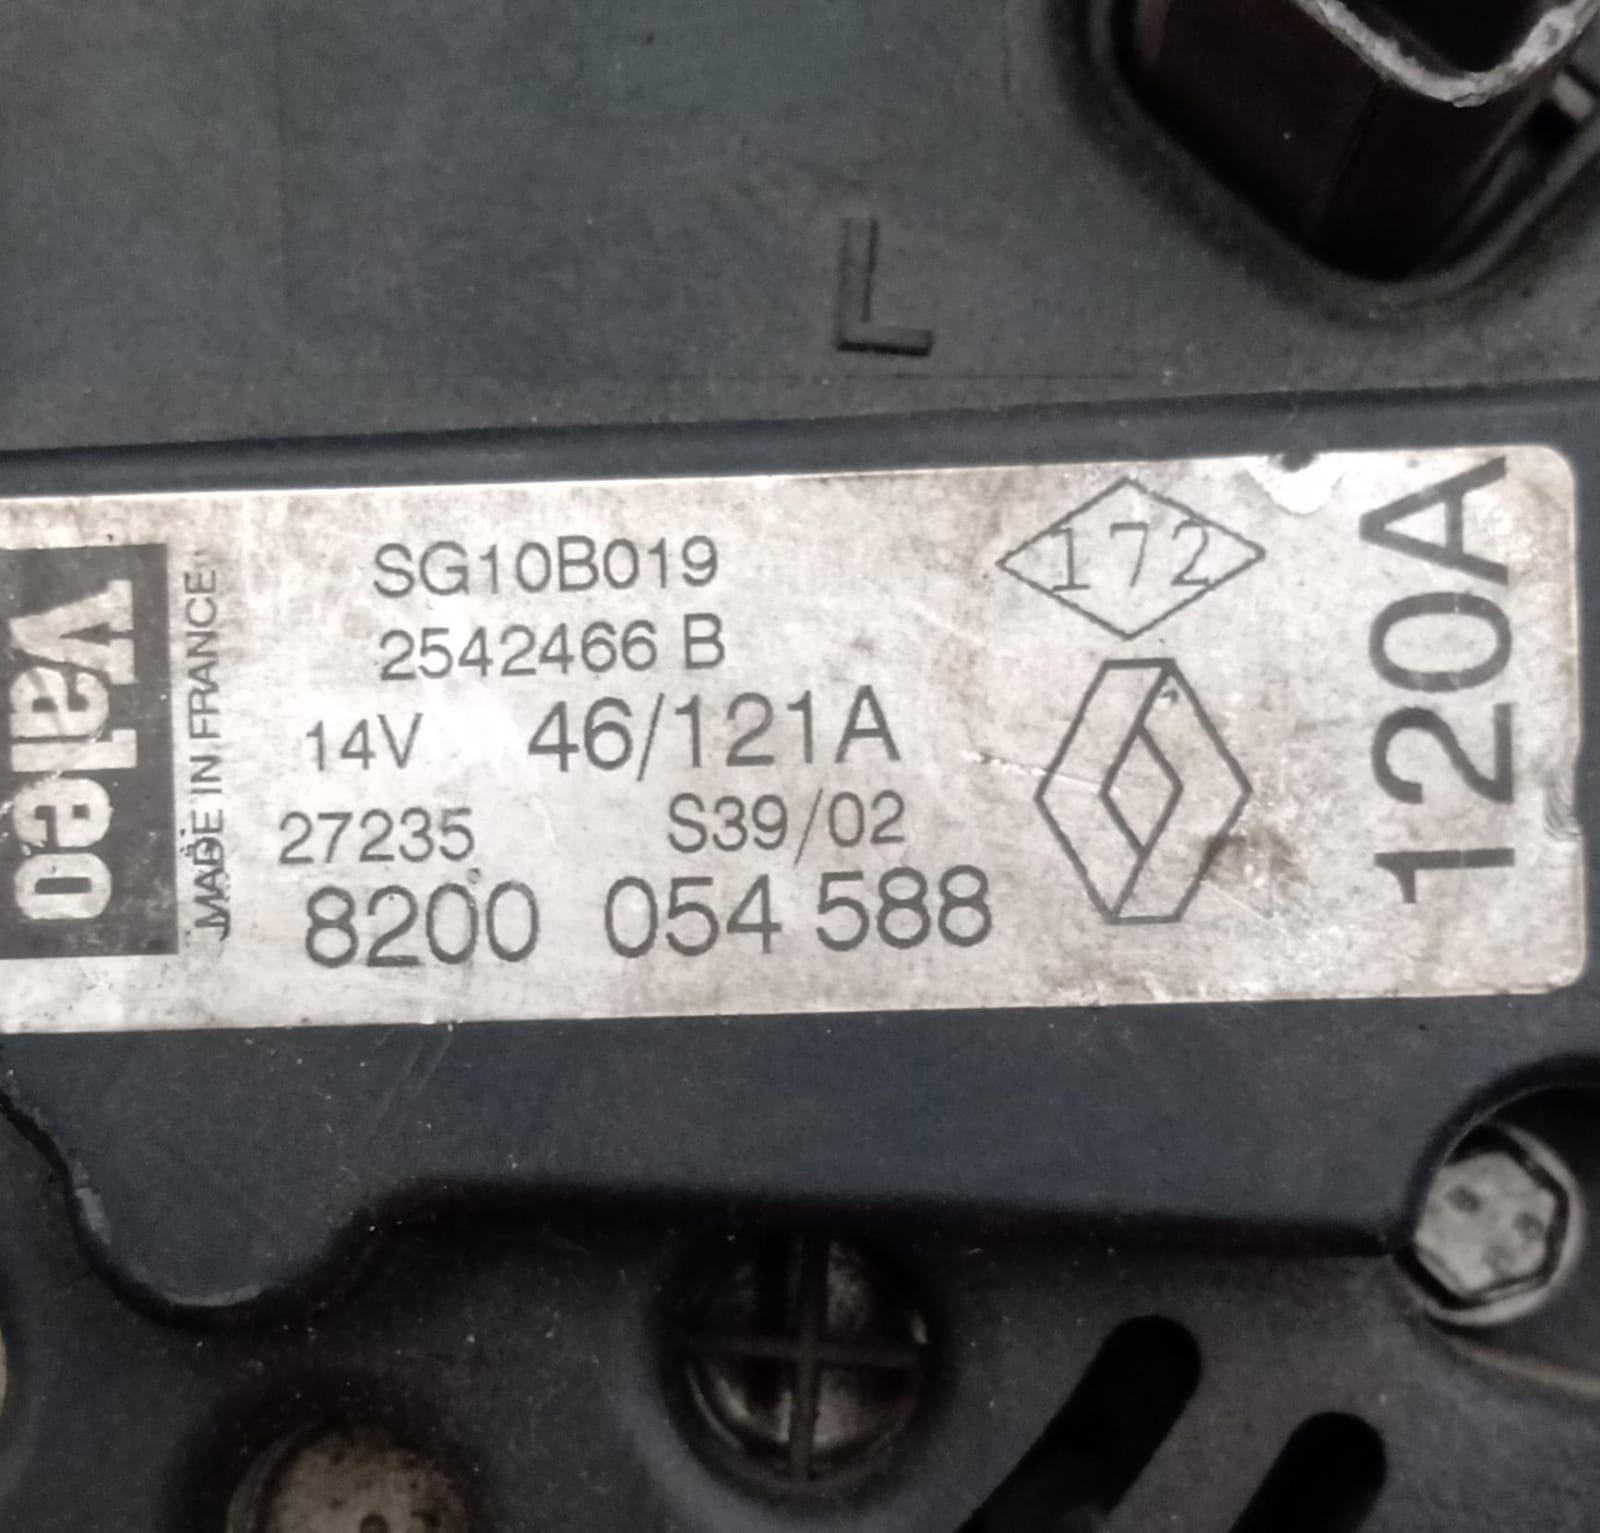 L
Valeo
MADE IN FRANCE
SG10B019
2542466 B
14V 46/121A
27235 S39/02
8200 054 588
172
120A